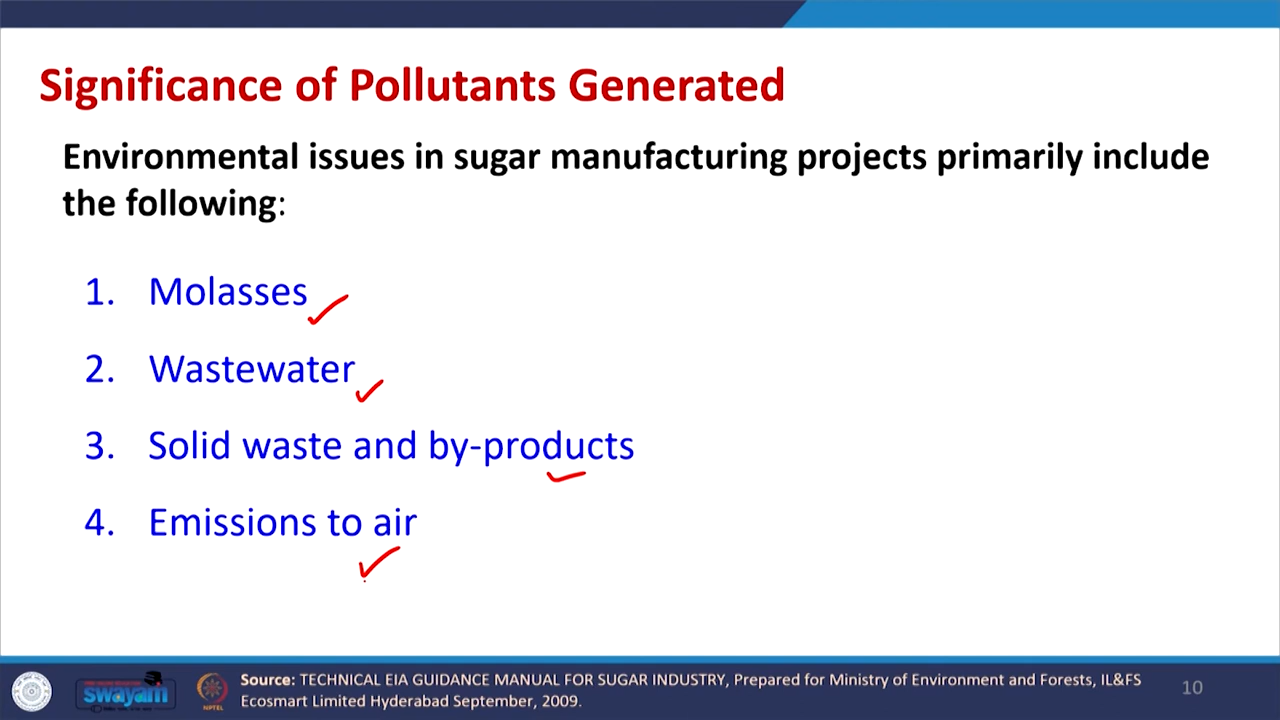 Significance of Pollutants Generated
Environmental issues in sugar manufacturing projects primarily include
the following:
1. Molasses
2. Wastewater
3. Solid waste and by-products
4. Emissions to air
swayam
NPTEL
Source: TECHNICAL EIA GUIDANCE MANUAL FOR SUGAR INDUSTRY, Prepared for Ministry of Environment and Forests, IL&FS
Ecosmart Limited Hyderabad September, 2009.
10